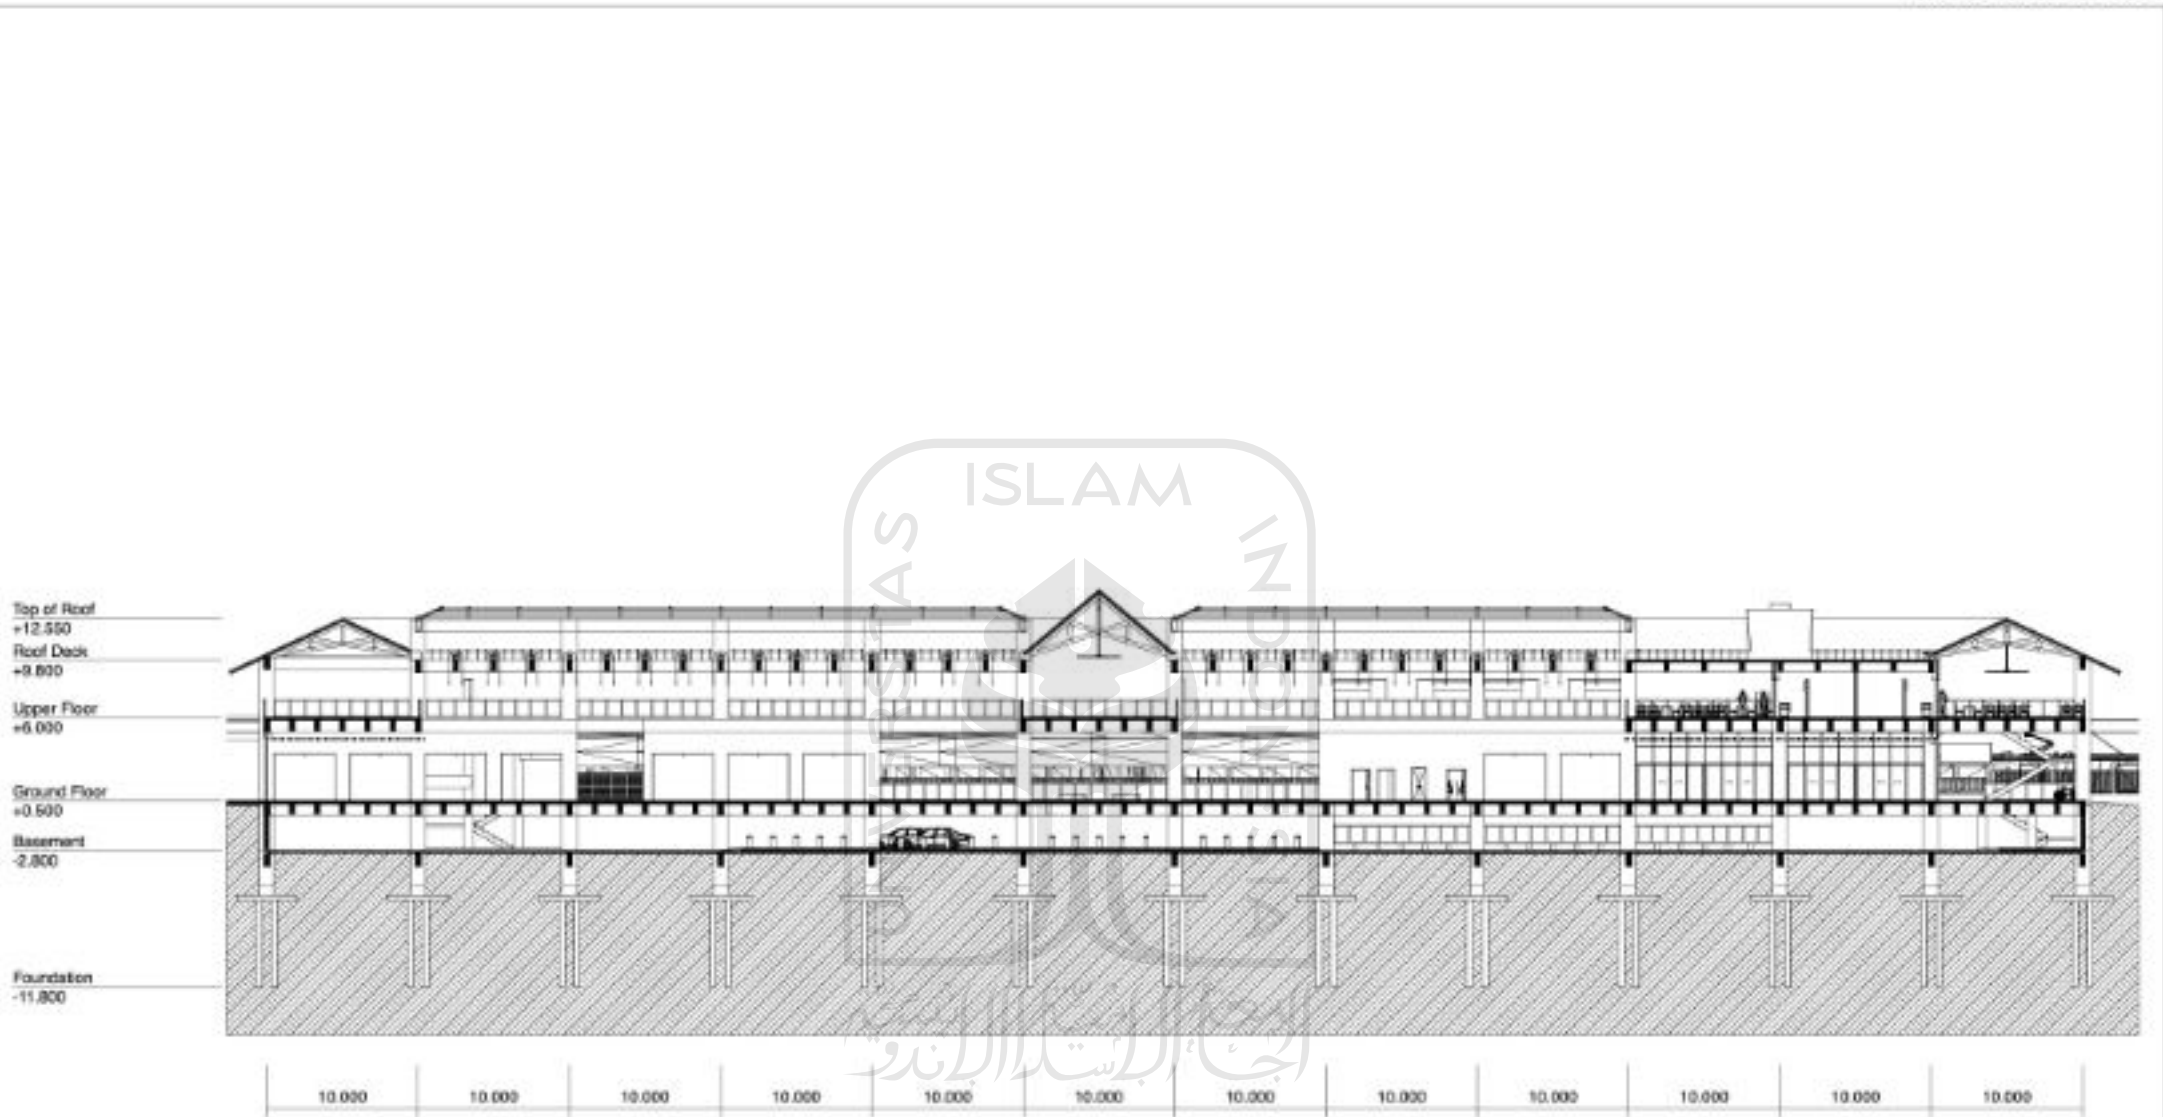 Top of Roof
+12.550
Roof Deck
+9.800
Upper Floor
+6.000
Ground Floor
+0.500
Basement
-2.800
Foundation
-11.800
ISLAM
UNIVERSITAS
INDONESIA
10.000 10.000 10.000 10.000 10.000 10.000 10.000 10.000 10.000 10.000 10.000 10.000